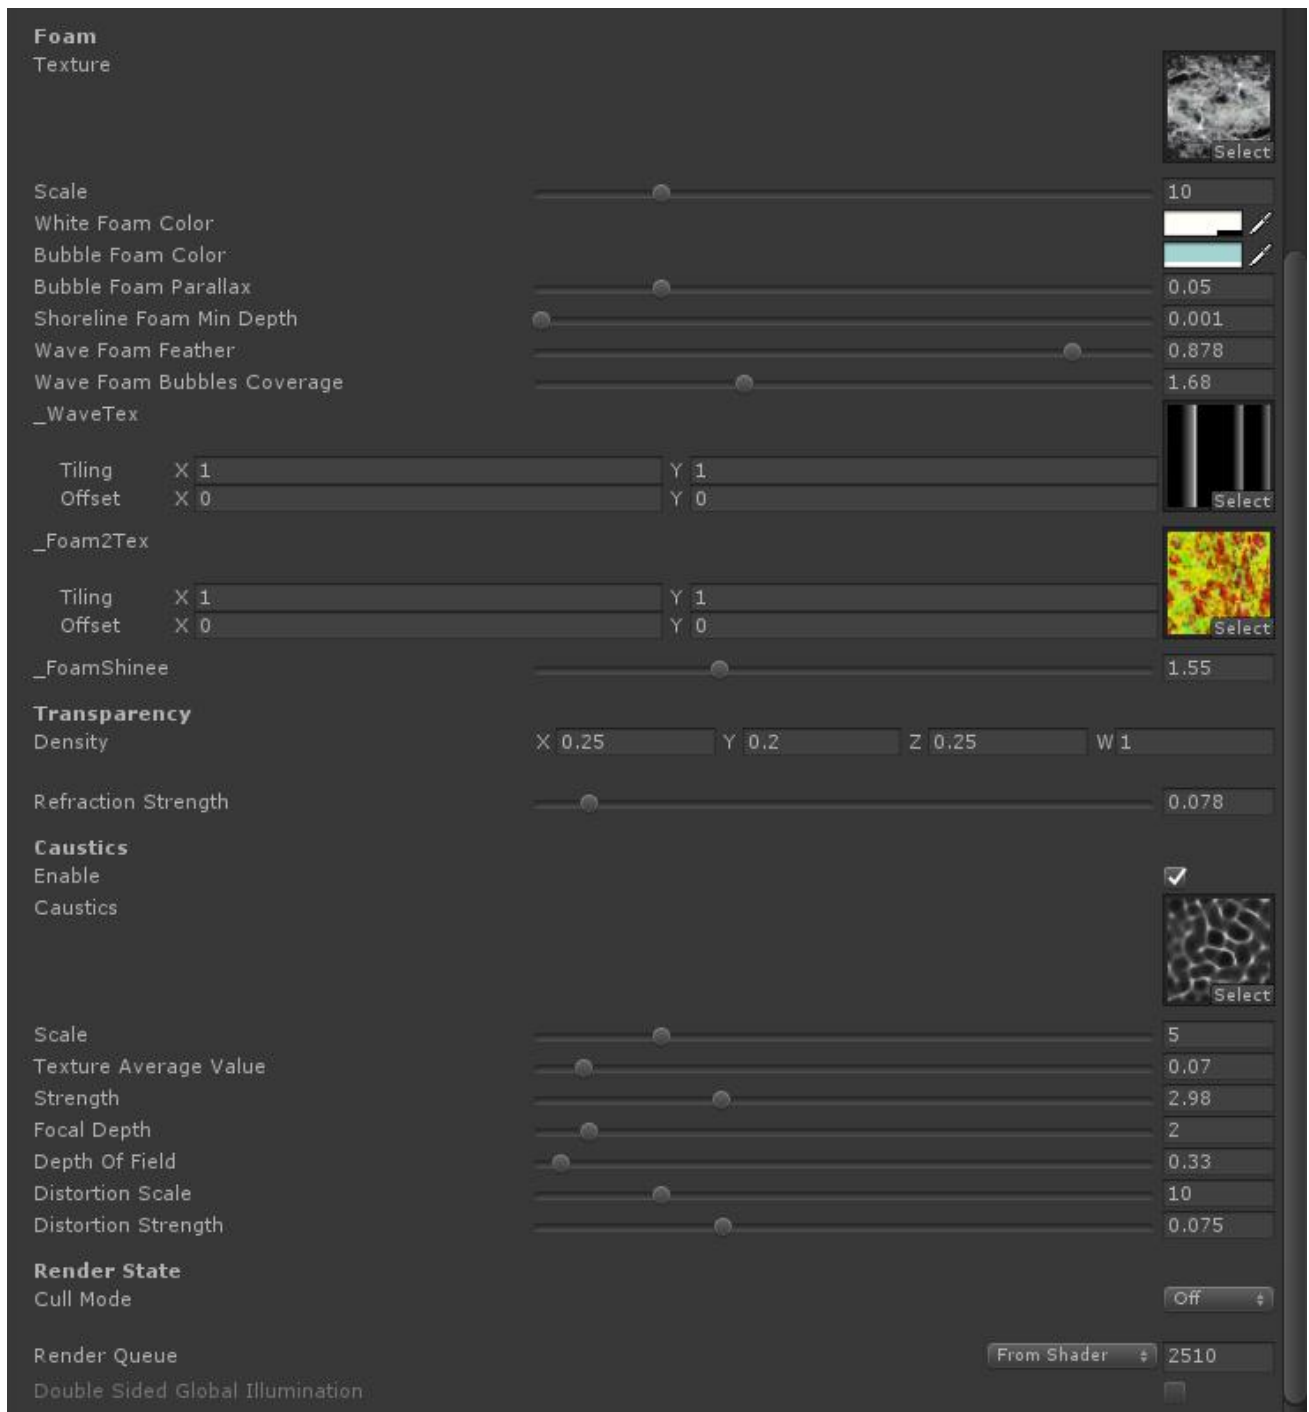 Foam
Texture
Select
Scale 10
White Foam Color
Bubble Foam Color
Bubble Foam Parallax 0.05
Shoreline Foam Min Depth 0.001
Wave Foam Feather 0.878
Wave Foam Bubbles Coverage 1.68
_WaveTex
Tiling X 1 Y 1
Offset X 0 Y 0 Select
_Foam2Tex
Tiling X 1 Y 1
Offset X 0 Y 0 Select
_FoamShinee 1.55
Transparency
Density X 0.25 Y 0.2 Z 0.25 W 1
Refraction Strength 0.078
Caustics
Enable
Caustics
Select
Scale 5
Texture Average Value 0.07
Strength 2.98
Focal Depth 2
Depth Of Field 0.33
Distortion Scale 10
Distortion Strength 0.075
Render State
Cull Mode Off
Render Queue From Shader 2510
Double Sided Global Illumination